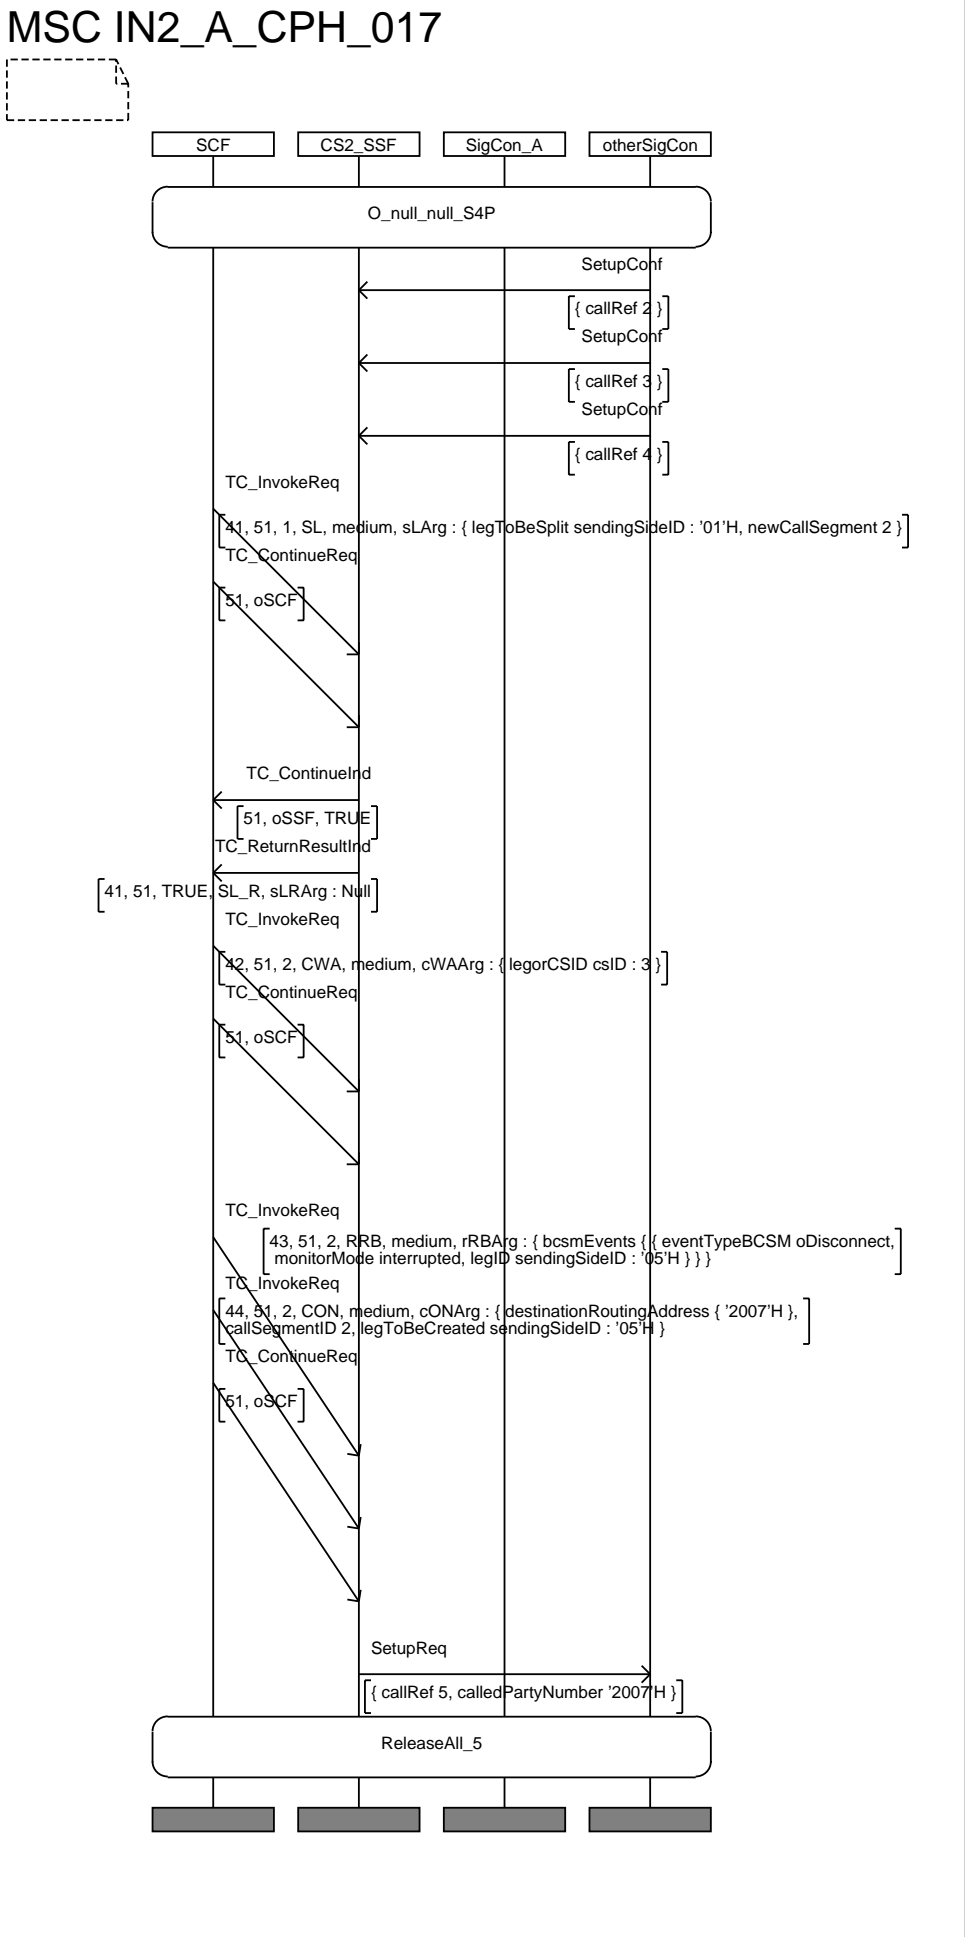 MSC IN2_A_CPH_017
SCF
CS2_SSF
SigCon_A
otherSigCon
O_null_null_S4P
SetupConf
{ callRef 2 }
SetupConf
{ callRef 3 }
SetupConf
{ callRef 4 }
TC_InvokeReq
41, 51, 1, SL, medium, sLArg : { legToBeSplit sendingSideID : '01'H, newCallSegment 2 }
TC_ContinueReq
51, oSCF
TC_ContinueInd
51, oSSF, TRUE
TC_ReturnResultInd
41, 51, TRUE, SL_R, sLRArg : Null
TC_InvokeReq
42, 51, 2, CWA, medium, cWAArg : { legorCSID csID : 3 }
TC_ContinueReq
51, oSCF
TC_InvokeReq
43, 51, 2, RRB, medium, rRBArg : { bcsmEvents { { eventTypeBCSM oDisconnect,
monitorMode interrupted, legID sendingSideID : '05'H } } }
TC_InvokeReq
44, 51, 2, CON, medium, cONArg : { destinationRoutingAddress { '2007'H },
callSegmentID 2, legToBeCreated sendingSideID : '05'H }
TC_ContinueReq
51, oSCF
SetupReq
{ callRef 5, calledPartyNumber '2007'H }
ReleaseAll_5